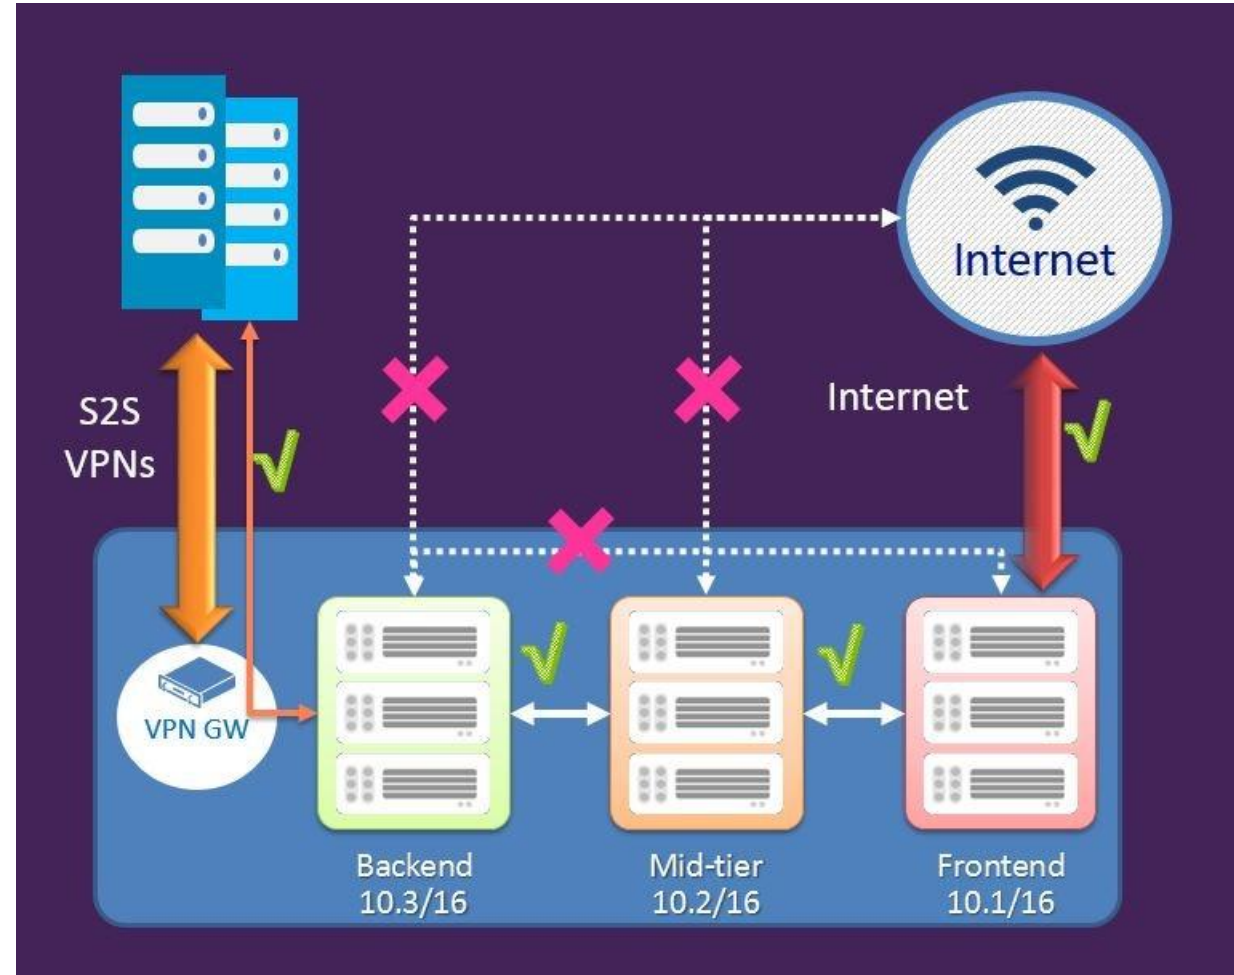 Internet
S2S
VPNs
Internet
VPN GW
Backend
10.3/16
Mid-tier
10.2/16
Frontend
10.1/16